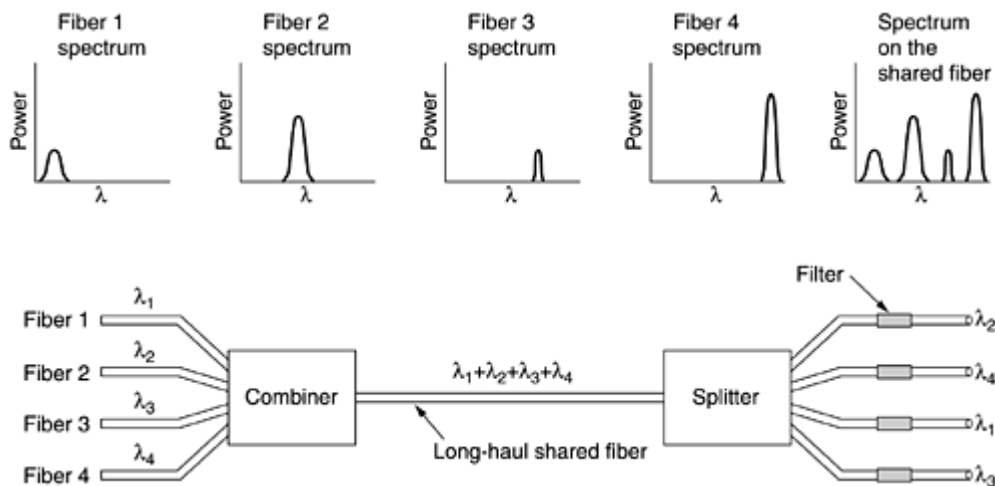 Fiber 1
spectrum
Fiber 2
spectrum
Fiber 3
spectrum
Fiber 4
spectrum
Spectrum
on the
shared fiber
Power
λ
Power
λ
Power
λ
Power
λ
Power
λ
Filter
Fiber 1
λ1
Fiber 2
λ2
Fiber 3
λ3
Fiber 4
λ4
Combiner
λ1+λ2+λ3+λ4
Long-haul shared fiber
Splitter
λ2
λ4
λ1
λ3